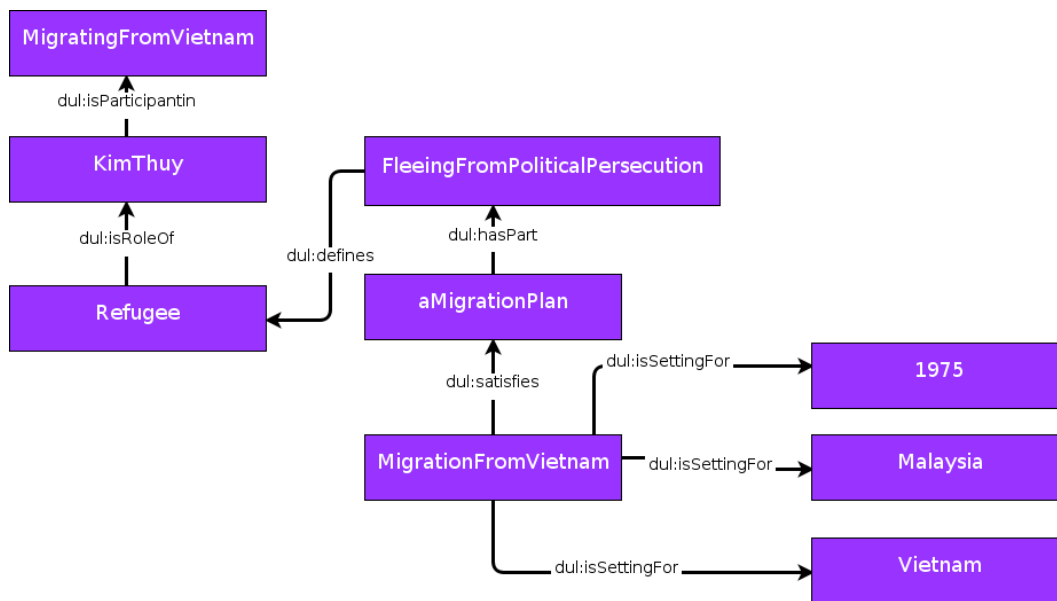 MigratingFromVietnam
dul:isParticipantin
KimThuy
FleeingFromPoliticalPersecution
dul:isRoleOf
dul:hasPart
dul:defines
Refugee
aMigrationPlan
dul:isSettingFor
1975
dul:satisfies
MigrationFromVietnam
dul:isSettingFor
Malaysia
dul:isSettingFor
Vietnam